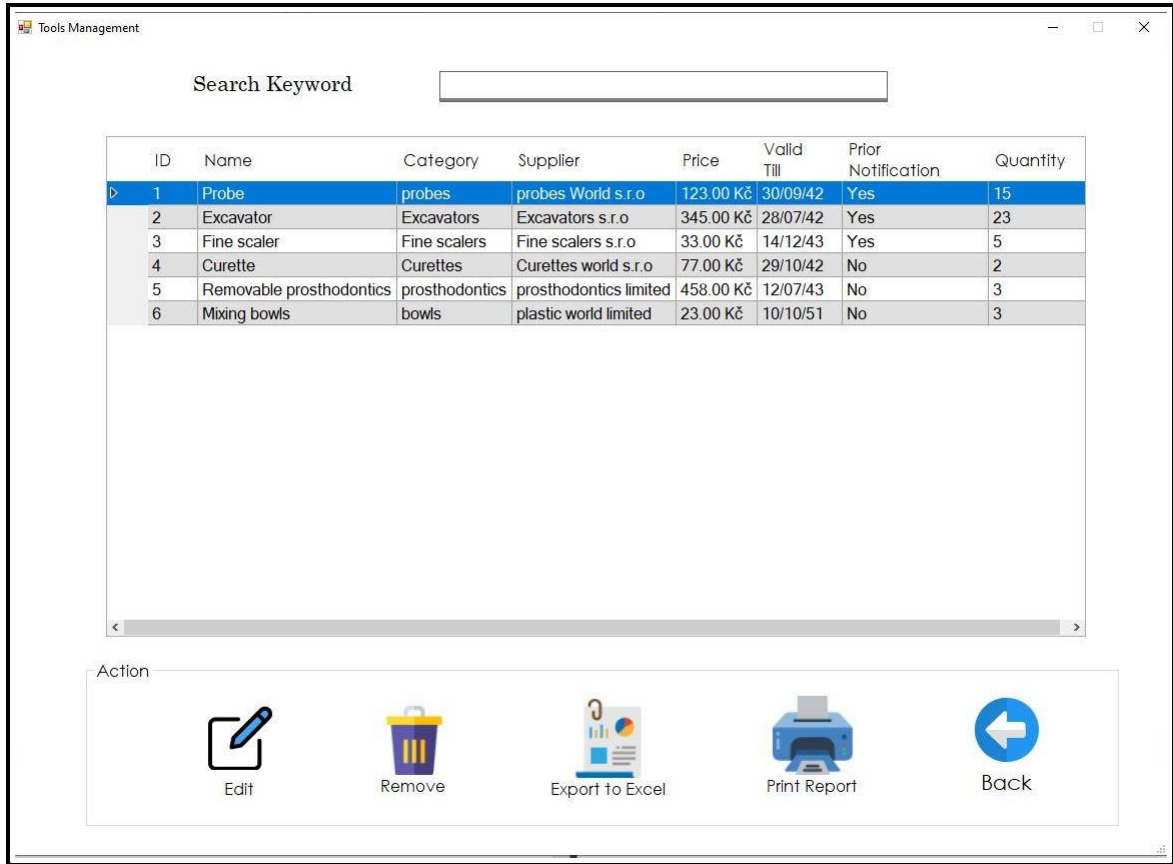 Tools Management
Search Keyword
ID Name Category Supplier Price Valid Till Prior Notification Quantity
1 Probe probes probes World s.r.o 123.00 Kč 30/09/42 Yes 15
2 Excavator Excavators Excavators s.r.o 345.00 Kč 28/07/42 Yes 23
3 Fine scaler Fine scalers Fine scalers s.r.o 33.00 Kč 14/12/43 Yes 5
4 Curette Curettes Curettes world s.r.o 77.00 Kč 29/10/42 No 2
5 Removable prosthodontics prosthodontics prosthodontics limited 458.00 Kč 12/07/43 No 3
6 Mixing bowls bowls plastic world limited 23.00 Kč 10/10/51 No 3
Action
Edit Remove Export to Excel Print Report Back